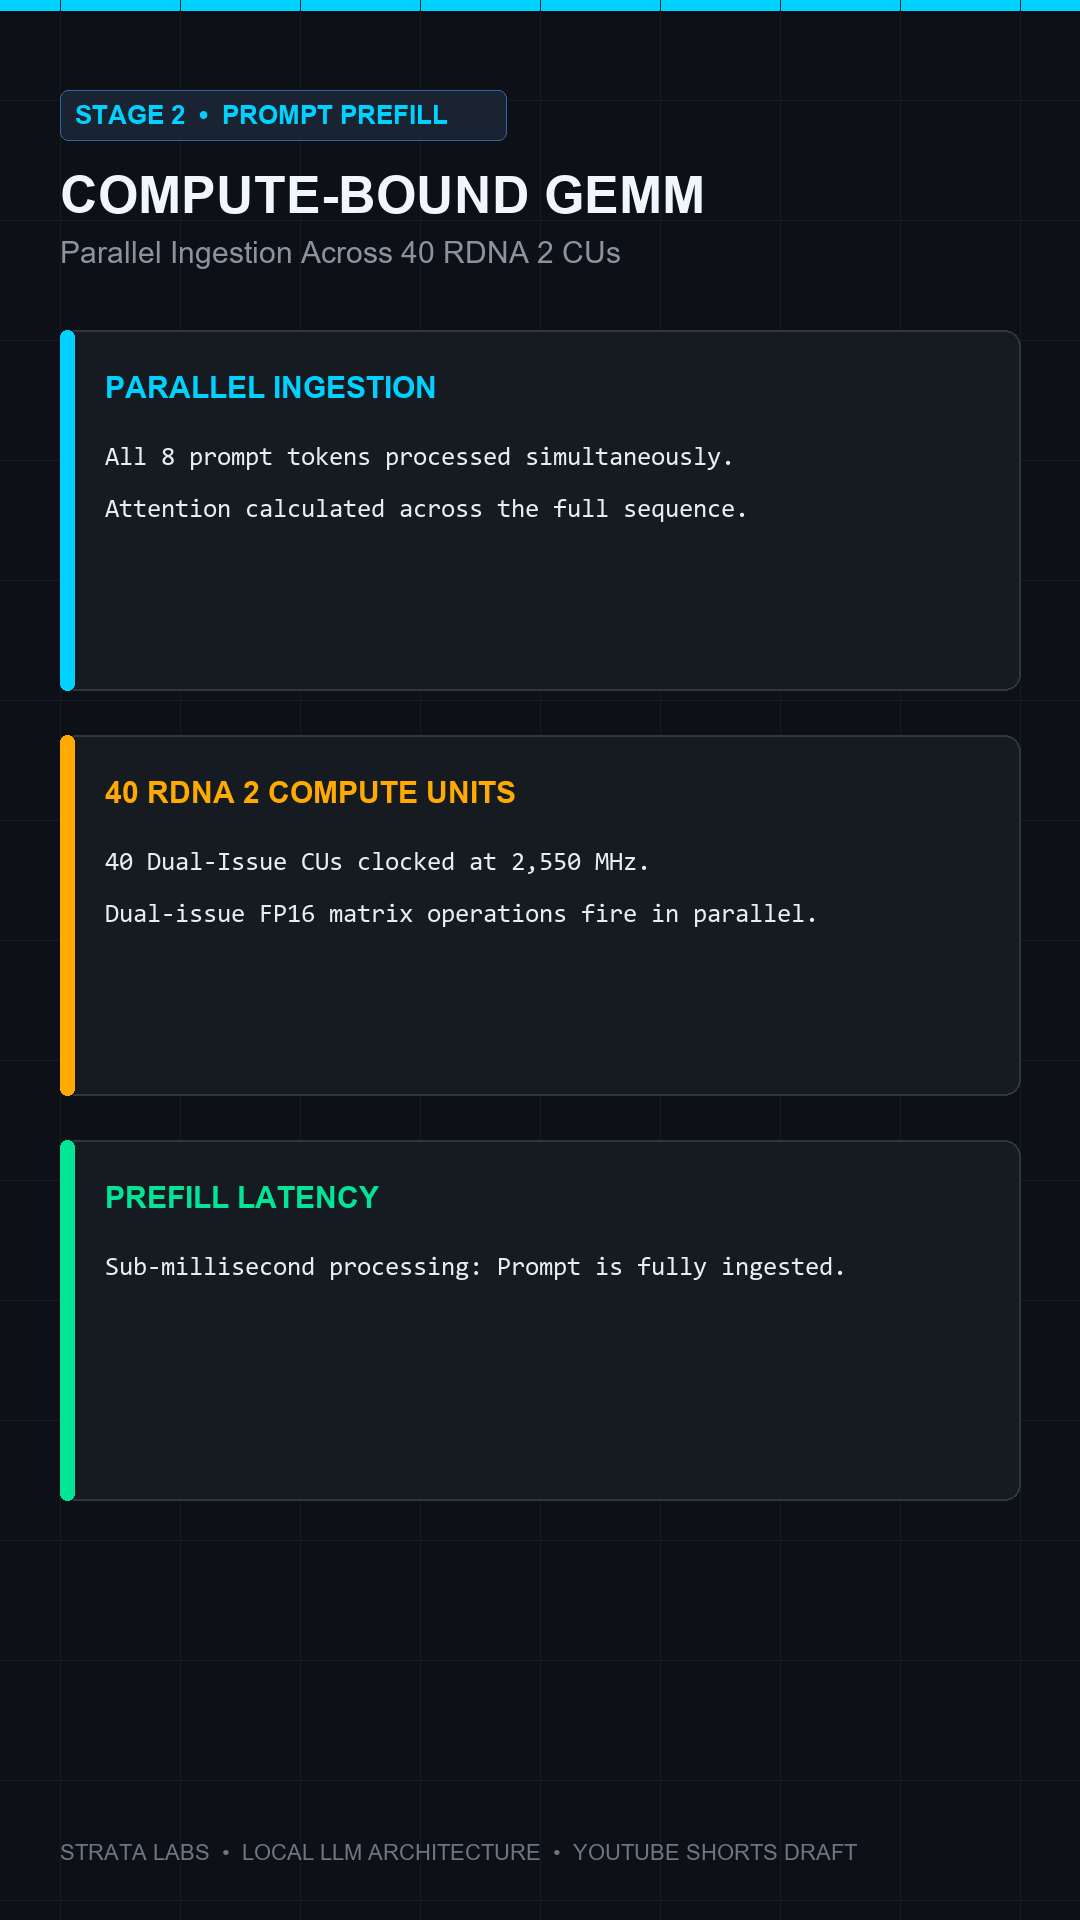 STAGE 2 • PROMPT PREFILL
COMPUTE-BOUND GEMM
Parallel Ingestion Across 40 RDNA 2 CUs
PARALLEL INGESTION
All 8 prompt tokens processed simultaneously.
Attention calculated across the full sequence.
40 RDNA 2 COMPUTE UNITS
40 Dual-Issue CUs clocked at 2,550 MHz.
Dual-issue FP16 matrix operations fire in parallel.
PREFILL LATENCY
Sub-millisecond processing: Prompt is fully ingested.
STRATA LABS • LOCAL LLM ARCHITECTURE • YOUTUBE SHORTS DRAFT